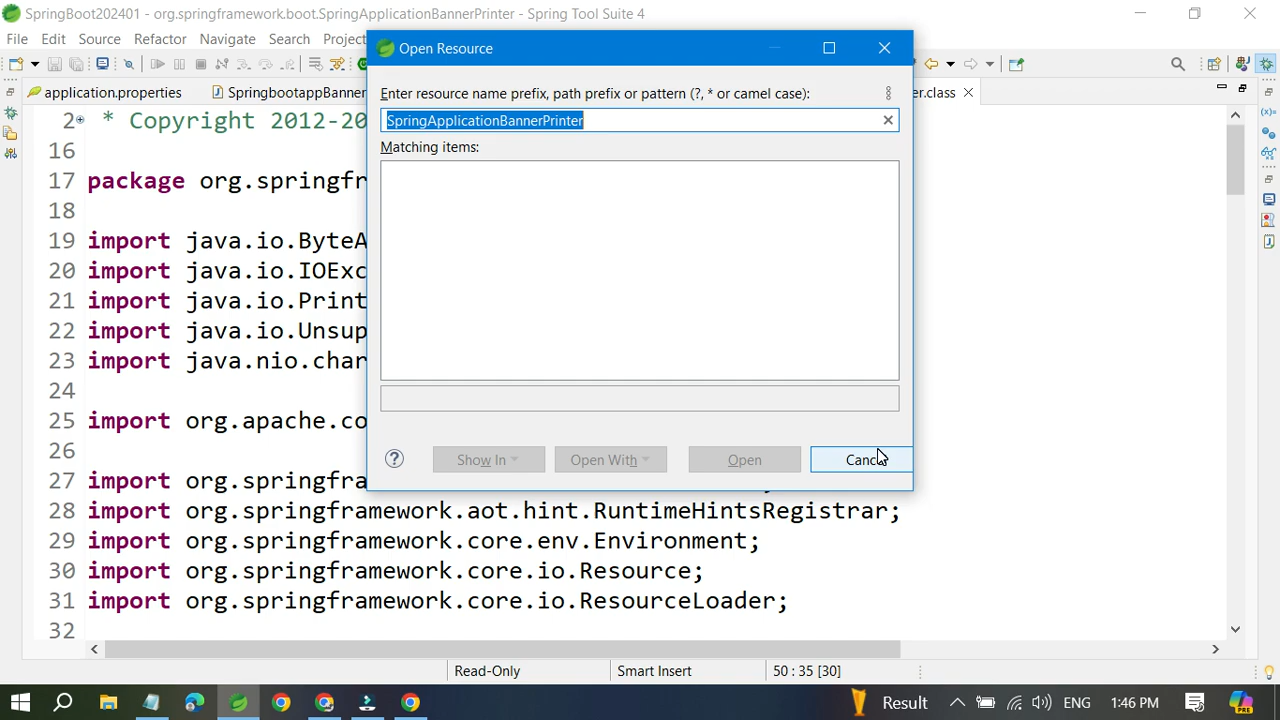 SpringBoot202401 - org.springframework.boot.SpringApplicationBannerPrinter - Spring Tool Suite 4
File Edit Source Refactor Navigate Search Project
Open Resource
application.properties
SpringbootappBanner
er.class
Enter resource name prefix, path prefix or pattern (?, * or camel case):
SpringApplicationBannerPrinter
Matching items:
Show In
Open With
Open
Cancel
2 * Copyright 2012-20
16
17 package org.springfr
18
19 import java.io.ByteA
20 import java.io.IOExc
21 import java.io.Print
22 import java.io.Unsup
23 import java.nio.char
24
25 import org.apache.co
26
27 import org.springfra
28 import org.springframework.aot.hint.RuntimeHintsRegistrar;
29 import org.springframework.core.env.Environment;
30 import org.springframework.core.io.Resource;
31 import org.springframework.core.io.ResourceLoader;
32
Read-Only
Smart Insert
50 : 35 [30]
Result
ENG
1:46 PM
PRE